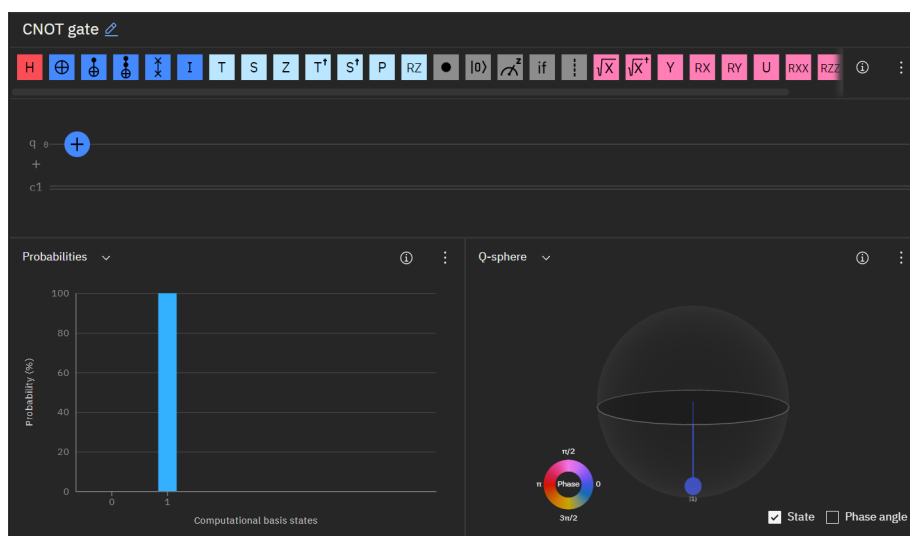 CNOT gate
H I T S Z T† S† P RZ |0⟩ z if √X √X† Y RX RY U RXX RZZ
q 0
+
c1
Probabilities
Q-sphere
100
80
60
40
20
0
Probability (%)
0 1
Computational basis states
π/2
π Phase 0
3π/2
|1⟩
State Phase angle